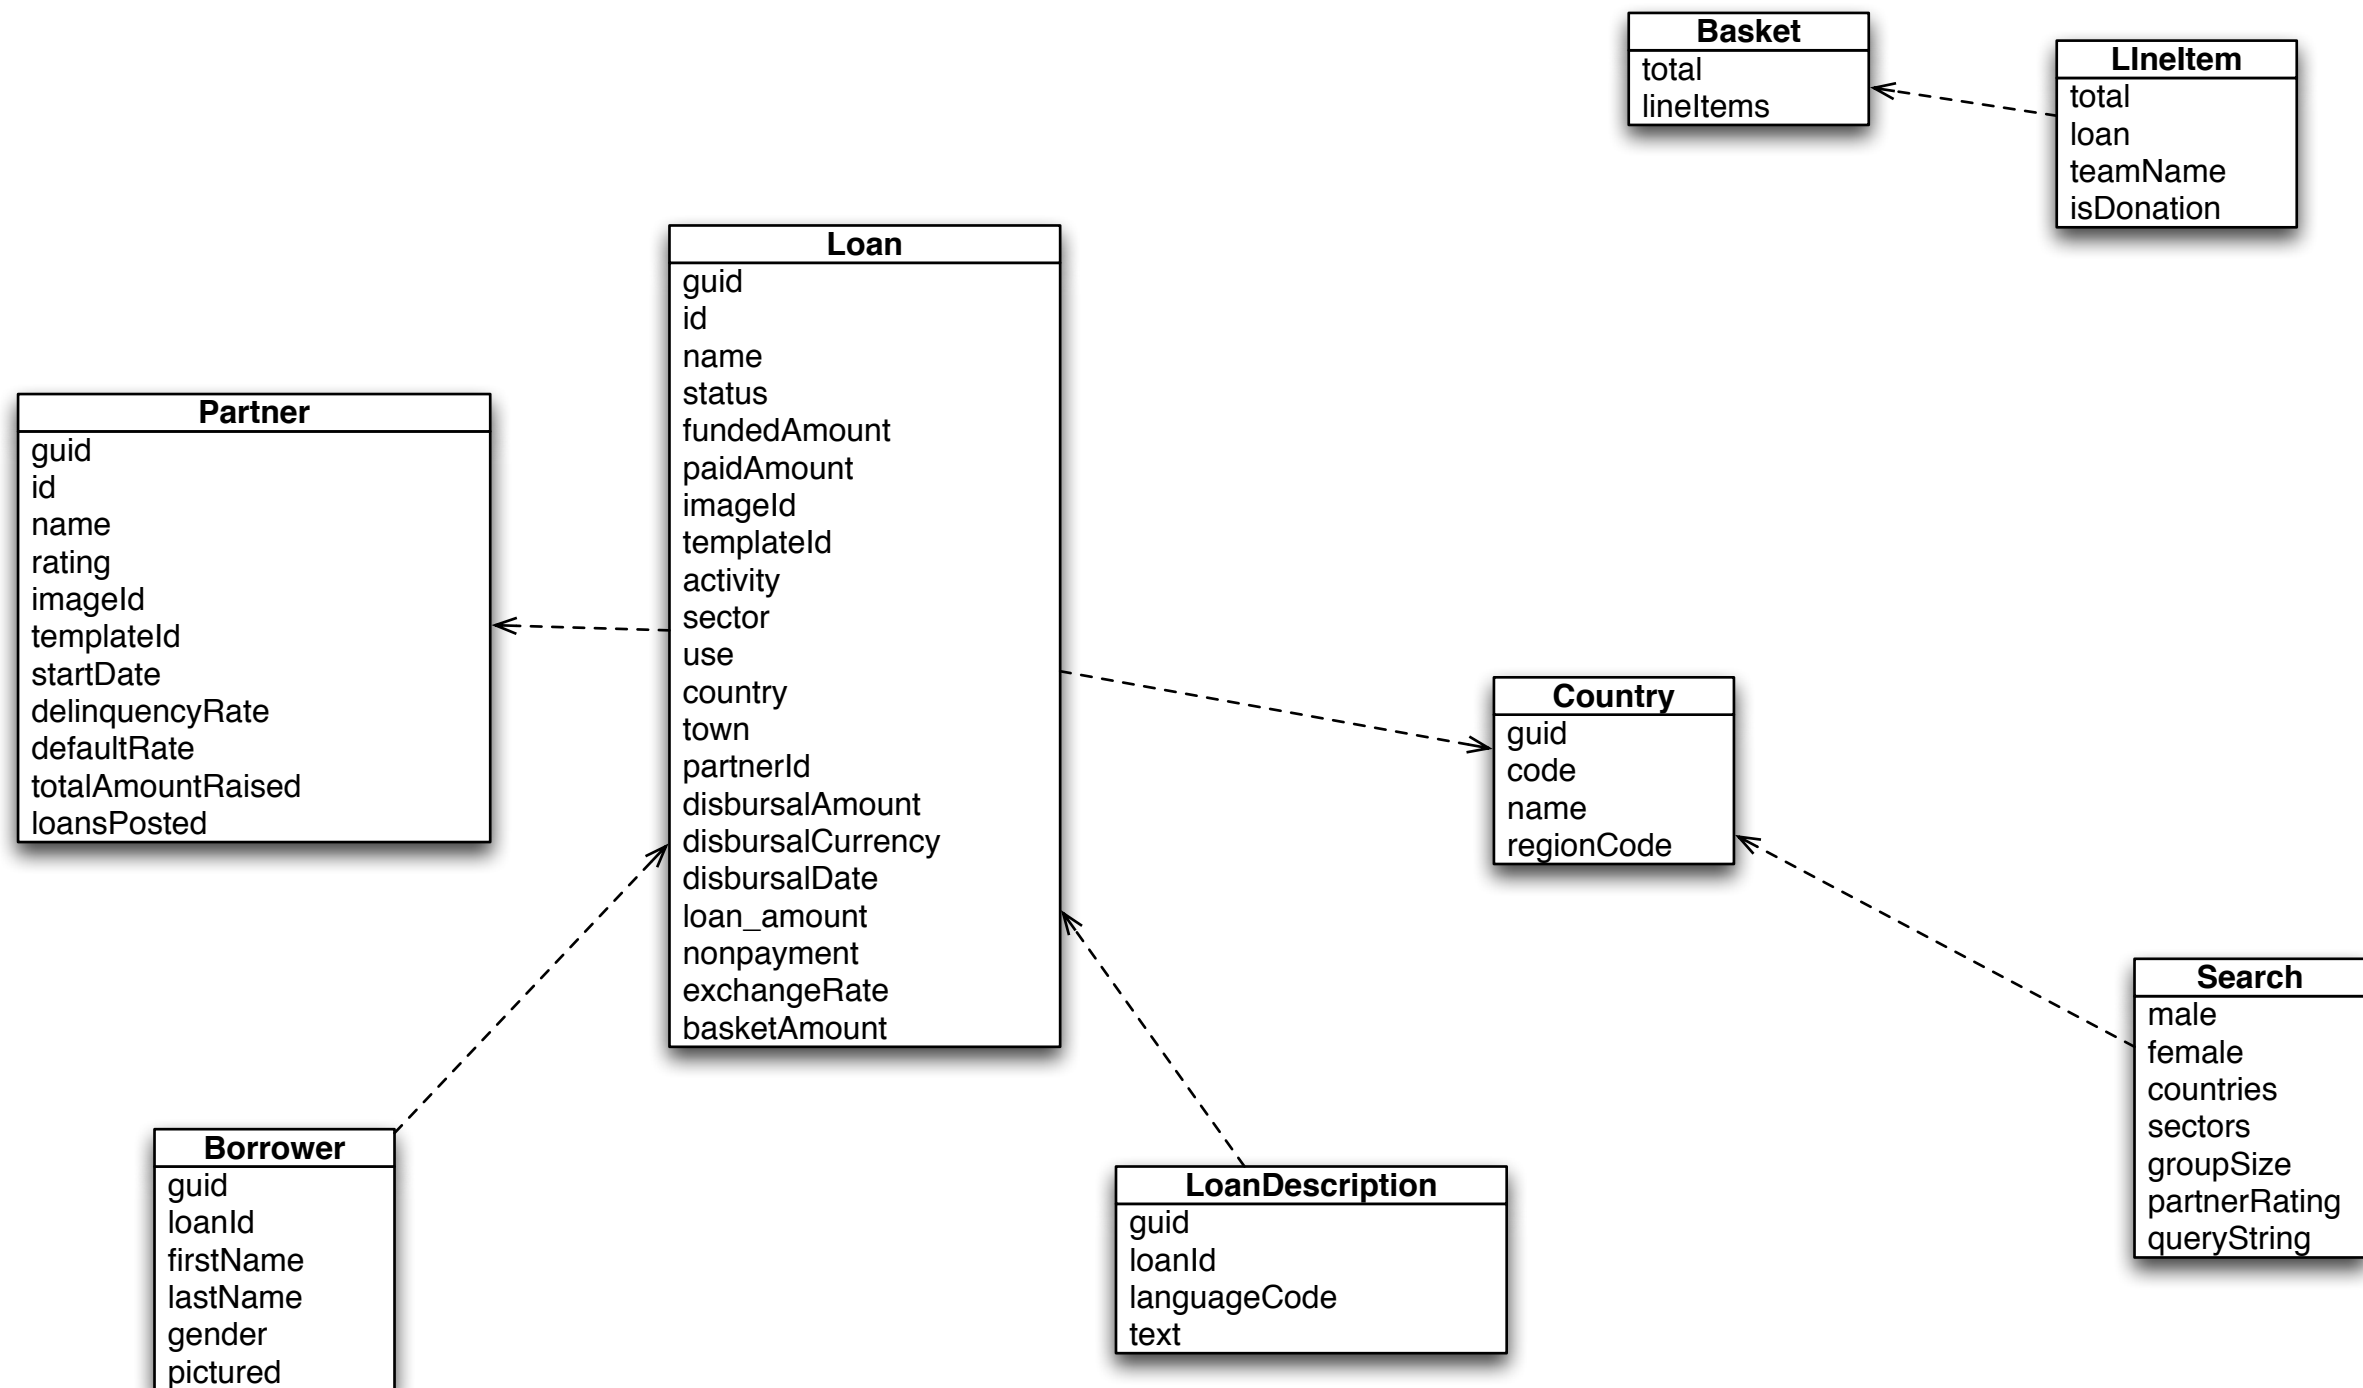 Basket
total
lineItems
LIneItem
total
loan
teamName
isDonation
Loan
guid
id
name
status
fundedAmount
paidAmount
imageId
templateId
activity
sector
use
country
town
partnerId
disbursalAmount
disbursalCurrency
disbursalDate
loan_amount
nonpayment
exchangeRate
basketAmount
Partner
guid
id
name
rating
imageId
templateId
startDate
delinquencyRate
defaultRate
totalAmountRaised
loansPosted
Country
guid
code
name
regionCode
Search
male
female
countries
sectors
groupSize
partnerRating
queryString
Borrower
guid
loanId
firstName
lastName
gender
pictured
LoanDescription
guid
loanId
languageCode
text